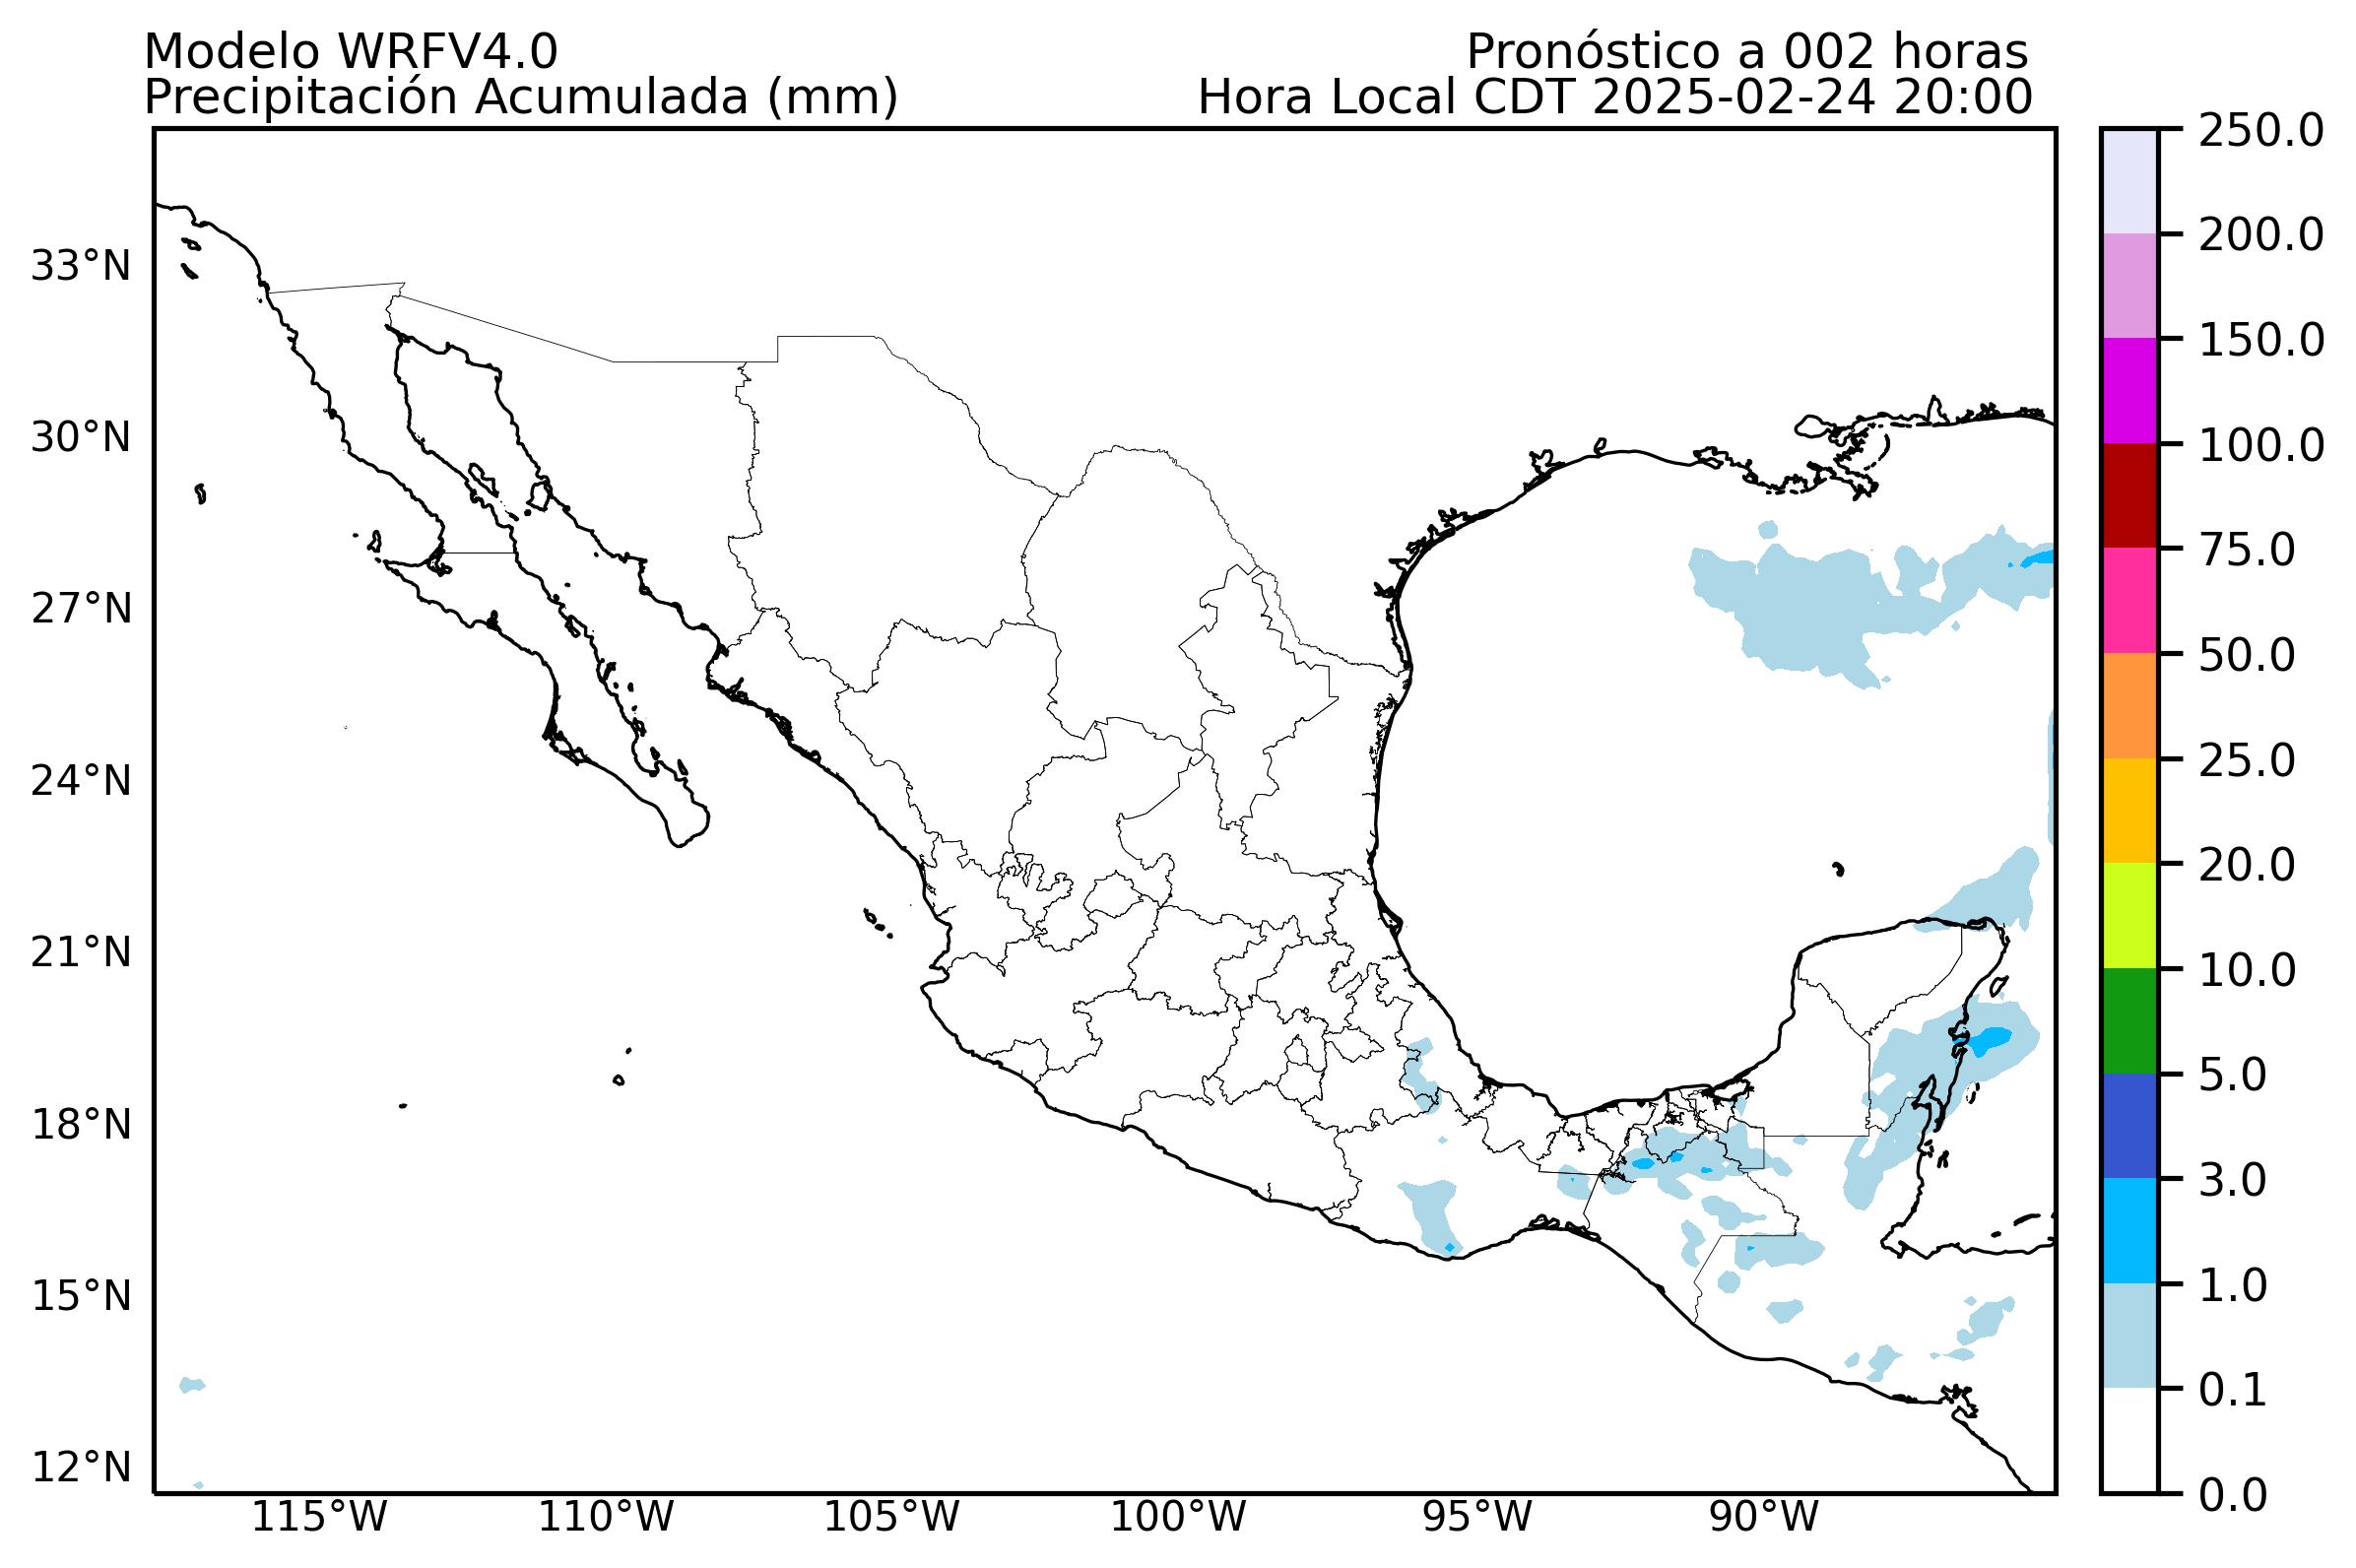 Modelo WRFV4.0
Pronóstico a 002 horas
Precipitación Acumulada (mm)
Hora Local CDT 2025-02-24 20:00
33°N
30°N
27°N
24°N
21°N
18°N
15°N
12°N
115°W
110°W
105°W
100°W
95°W
90°W
250.0
200.0
150.0
100.0
75.0
50.0
25.0
20.0
10.0
5.0
3.0
1.0
0.1
0.0